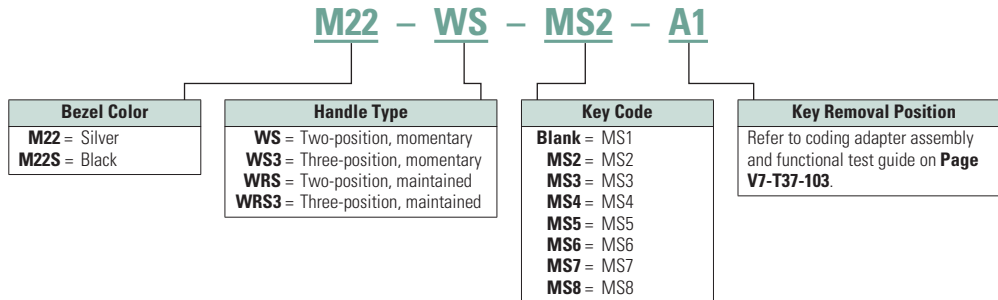 M22 – WS – MS2 – A1
Bezel Color
M22 = Silver
M22S = Black
Handle Type
WS = Two-position, momentary
WS3 = Three-position, momentary
WRS = Two-position, maintained
WRS3 = Three-position, maintained
Key Code
Blank = MS1
MS2 = MS2
MS3 = MS3
MS4 = MS4
MS5 = MS5
MS6 = MS6
MS7 = MS7
MS8 = MS8
Key Removal Position
Refer to coding adapter assembly
and functional test guide on Page
V7-T37-103.